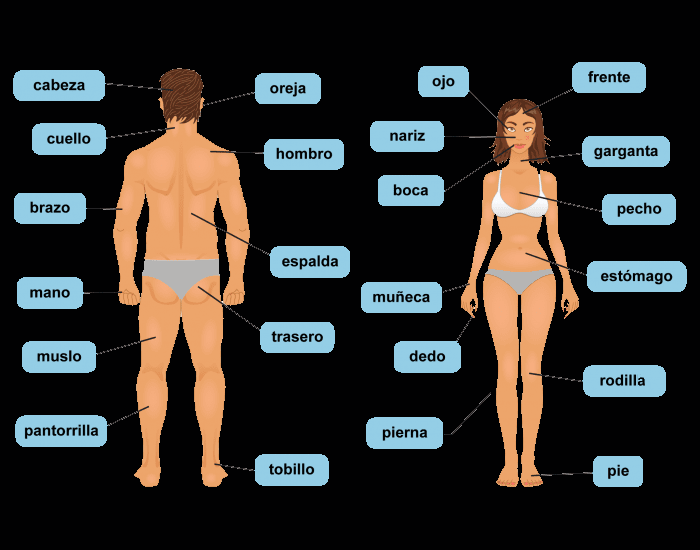 cabeza
oreja
cuello
hombro
brazo
espalda
mano
trasero
muslo
pantorrilla
tobillo
ojo
frente
nariz
garganta
boca
pecho
estómago
muñeca
dedo
rodilla
pierna
pie